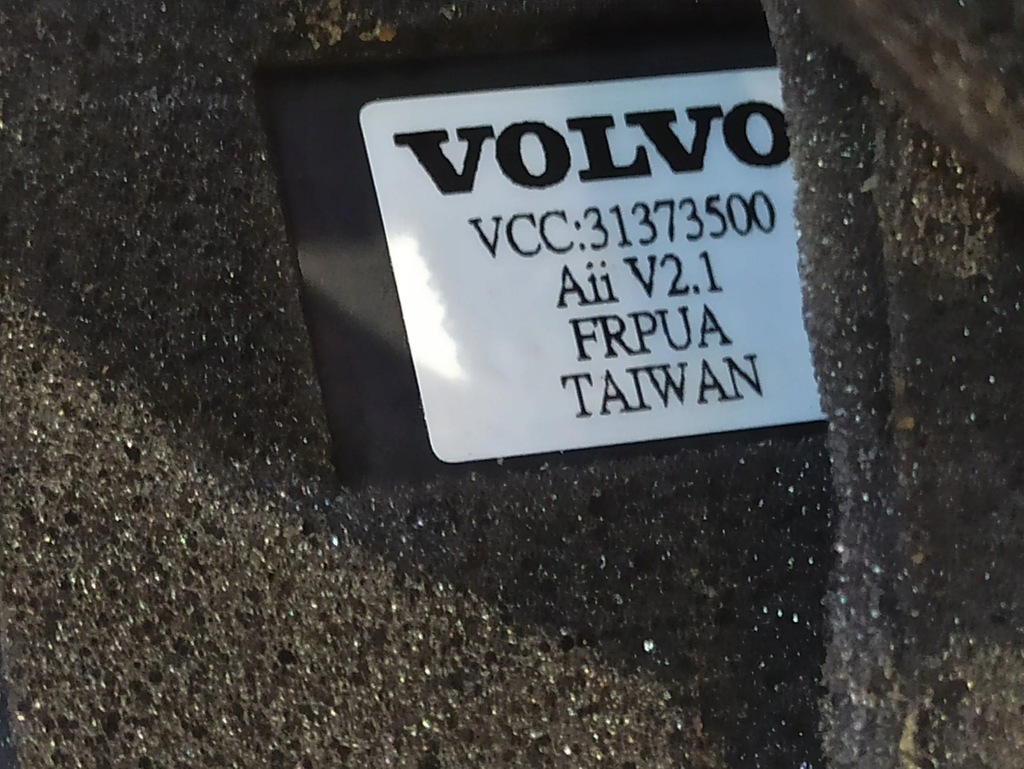 VOLVO
VCC:31373500
Aii V2.1
FRPUA
TAIWAN